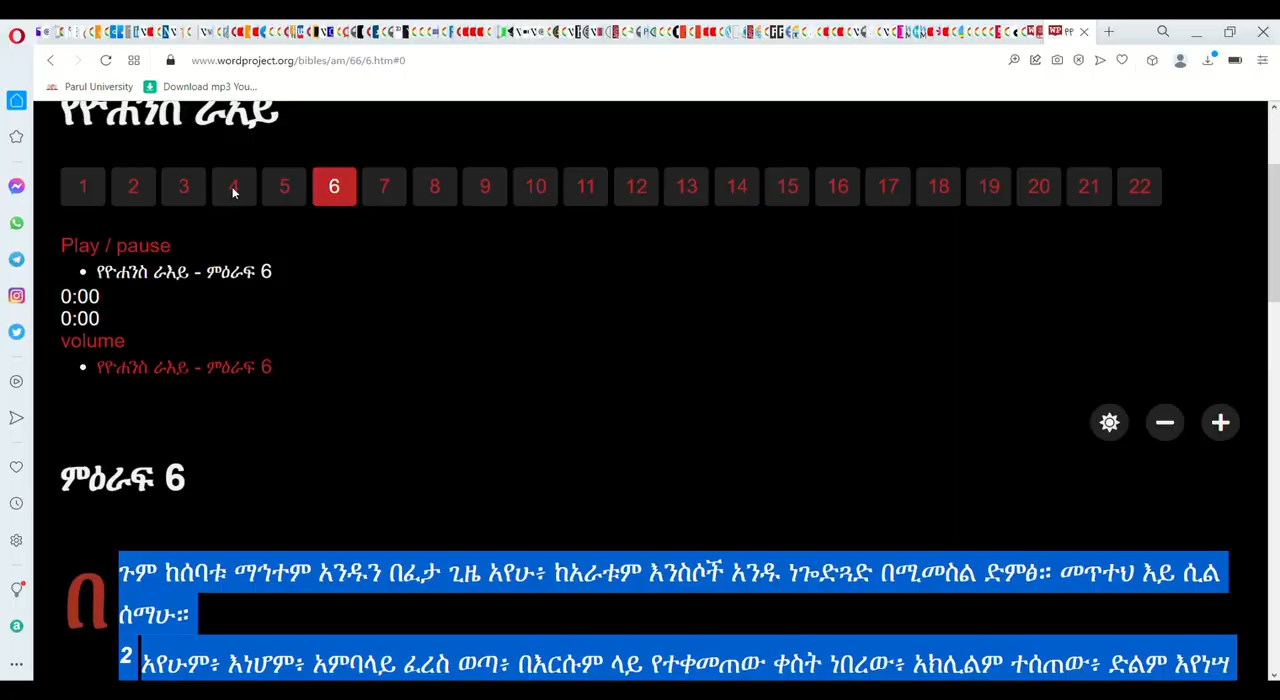 www.wordproject.org/bibles/am/66/6.htm#0
Parul University
Download mp3 You...
የዮሐንስ ራእይ
1 2 3 4 5 6 7 8 9 10 11 12 13 14 15 16 17 18 19 20 21 22
Play / pause
• የዮሐንስ ራእይ - ምዕራፍ 6
0:00
0:00
volume
• የዮሐንስ ራእይ - ምዕራፍ 6
ምዕራፍ 6
በ
ጉም ከሰባቱ ማኅተም አንዱን በፈታ ጊዜ አየሁ፥ ከአራቱም እንስሶች አንዱ ነጐድጓድ በሚመስል ድምፅ። መጥተህ እይ ሲል
ሰማሁ።
2 አየሁም፥ እነሆም፥ አምባላይ ፈረስ ወጣ፥ በእርሱም ላይ የተቀመጠው ቀስት ነበረው፥ አክሊልም ተሰጠው፥ ድልም እየነሣ